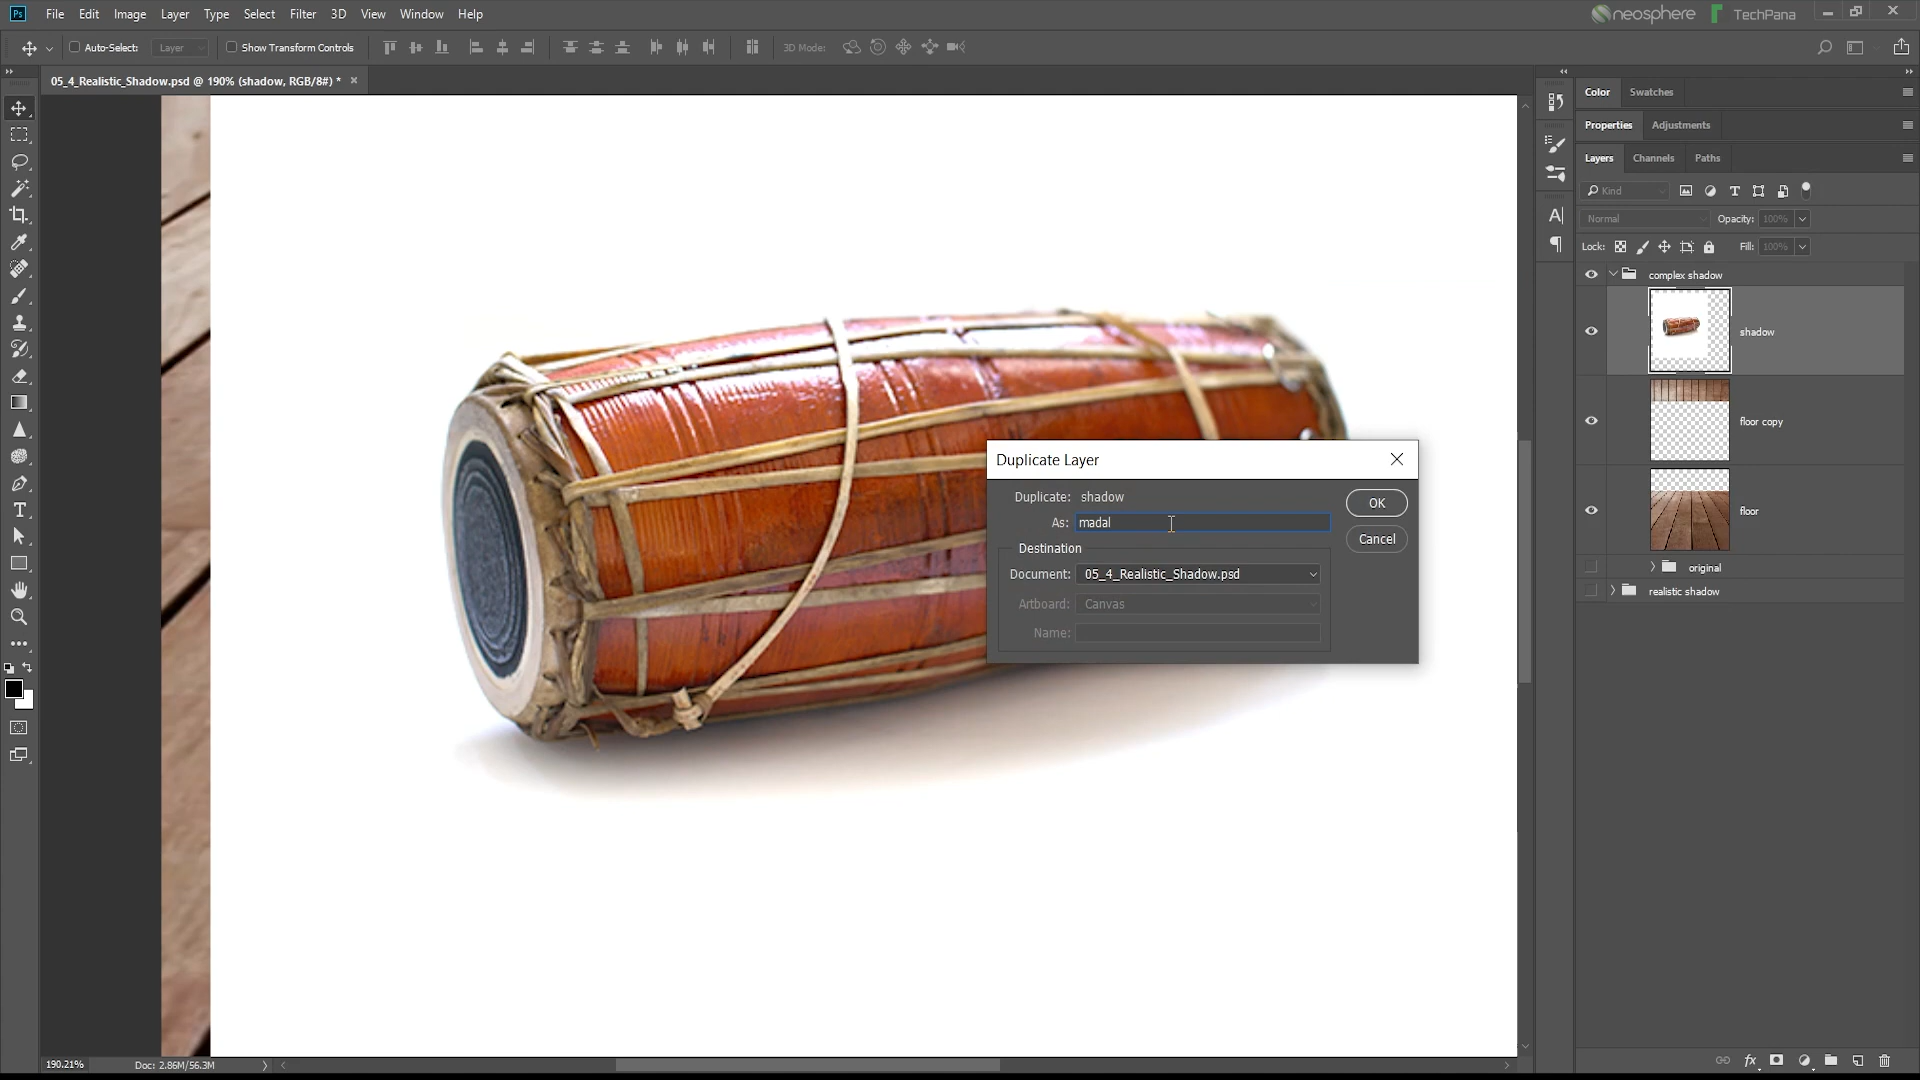 Ps File Edit Image Layer Type Select Filter 3D View Window Help neosphere TechPana
Auto-Select: Layer Show Transform Controls 3D Mode:
05_4_Realistic_Shadow.psd @ 190% (shadow, RGB/8#) *
Color Swatches
Properties Adjustments
Layers Channels Paths
Kind
Normal Opacity: 100%
Lock: Fill: 100%
complex shadow
shadow
floor copy
floor
original
realistic shadow
Duplicate Layer
Duplicate: shadow
As: madal
OK
Cancel
Destination
Document: 05_4_Realistic_Shadow.psd
Artboard: Canvas
Name:
190.21% Doc: 2.86M/56.3M